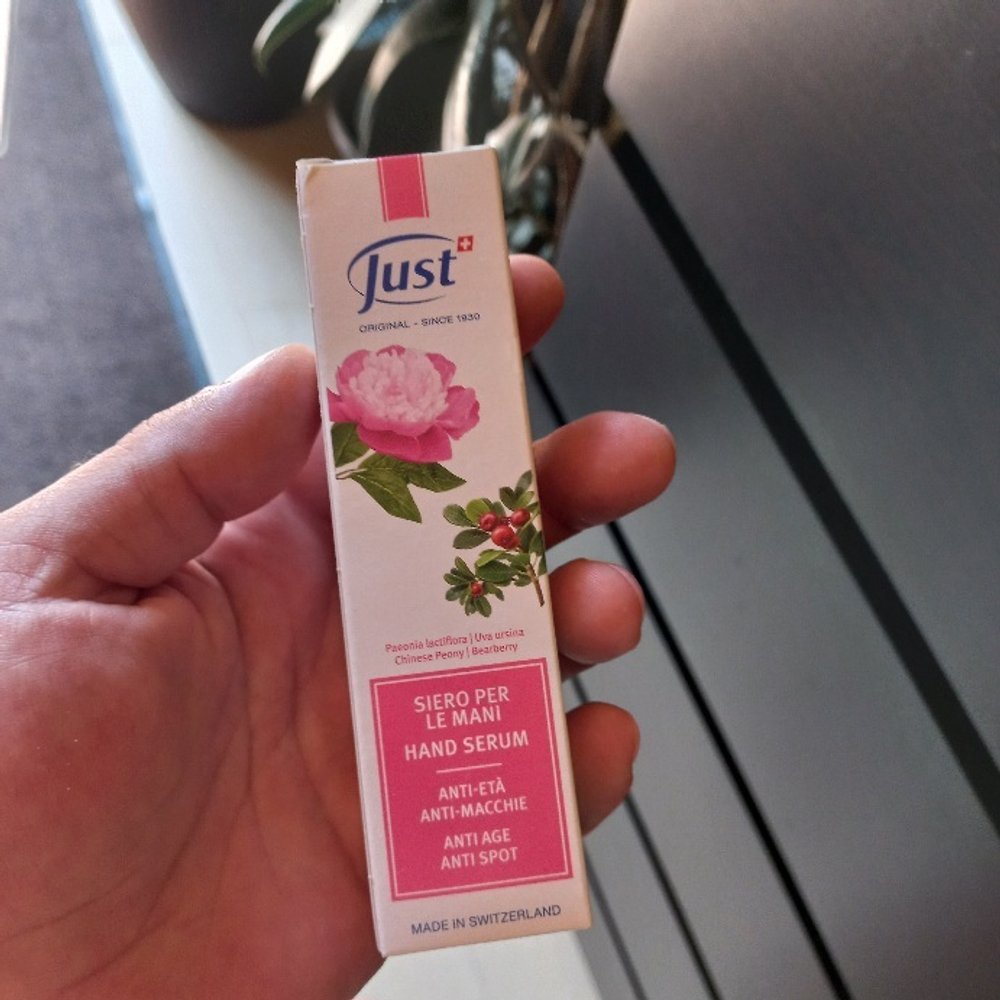 Just
ORIGINAL - SINCE 1930
Paeonia lactiflora | Uva ursina
Chinese Peony | Bearberry
SIERO PER
LE MANI
HAND SERUM
ANTI-ETÀ
ANTI-MACCHIE
ANTI AGE
ANTI SPOT
MADE IN SWITZERLAND